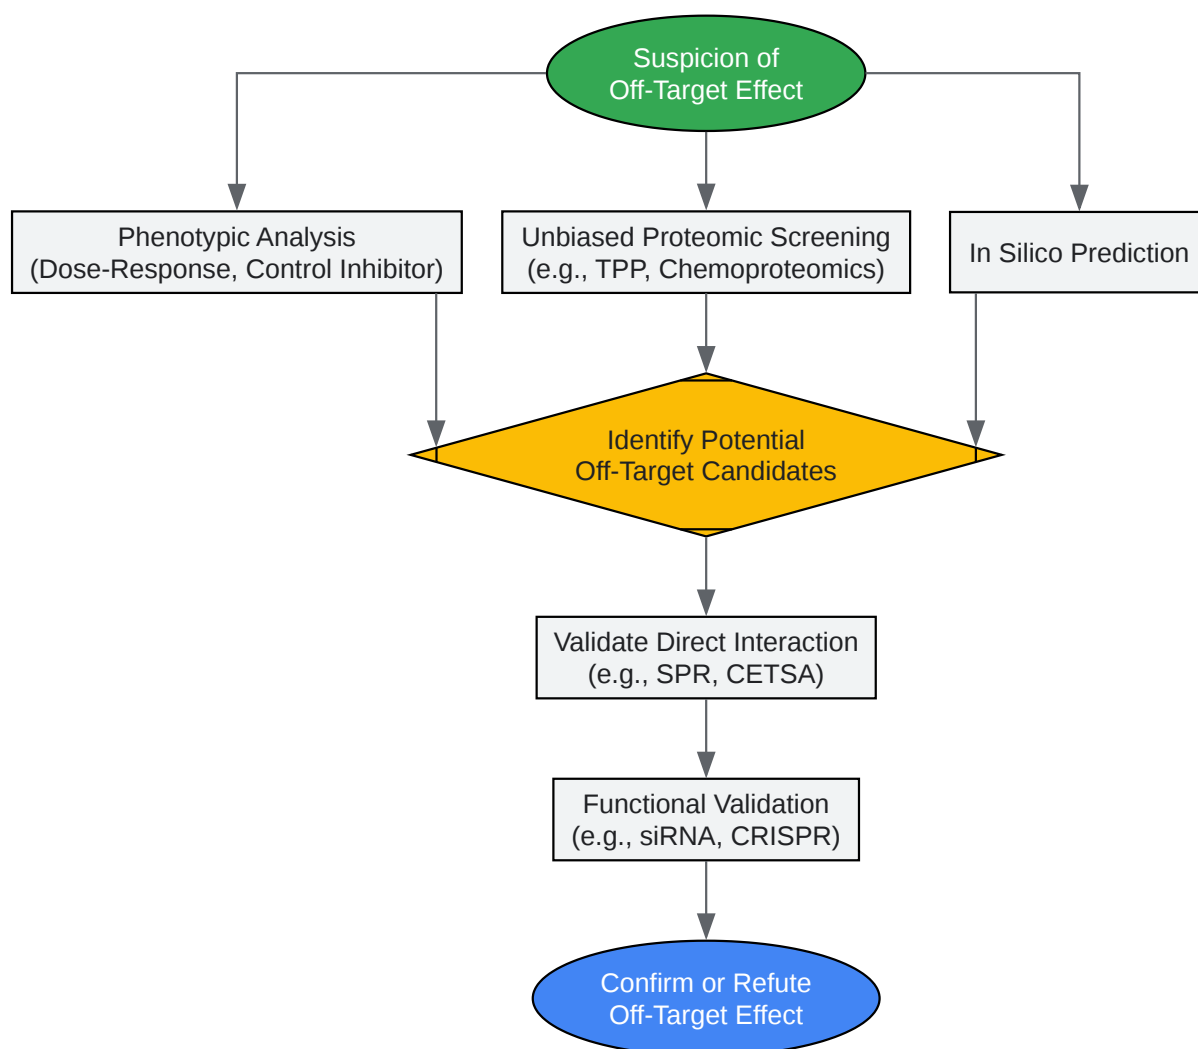 Suspicion of
Off-Target Effect
Phenotypic Analysis
(Dose-Response, Control Inhibitor)
Unbiased Proteomic Screening
(e.g., TPP, Chemoproteomics)
In Silico Prediction
Identify Potential
Off-Target Candidates
Validate Direct Interaction
(e.g., SPR, CETSA)
Functional Validation
(e.g., siRNA, CRISPR)
Confirm or Refute
Off-Target Effect